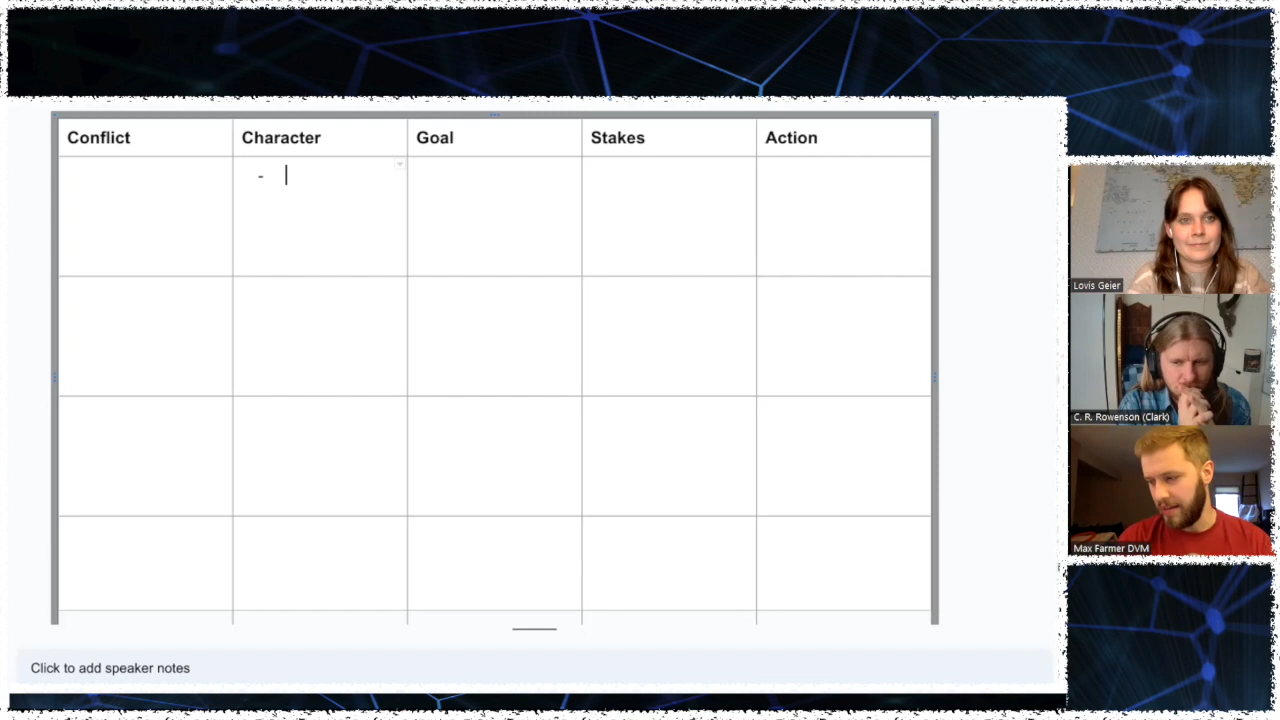 Conflict Character Goal Stakes Action
-
Click to add speaker notes
Lovis Geier
C. R. Rowenson (Clark)
Max Farmer DVM